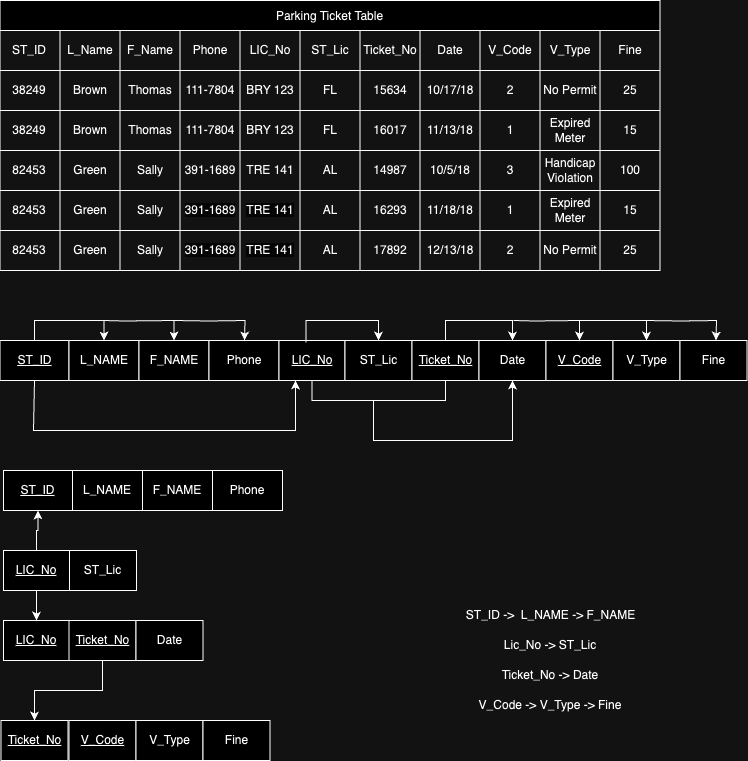 Parking Ticket Table
ST_ID L_Name F_Name Phone LIC_No ST_Lic Ticket_No Date V_Code V_Type Fine
38249 Brown Thomas 111-7804 BRY 123 FL 15634 10/17/18 2 No Permit 25
38249 Brown Thomas 111-7804 BRY 123 FL 16017 11/13/18 1 Expired Meter 15
82453 Green Sally 391-1689 TRE 141 AL 14987 10/5/18 3 Handicap Violation 100
82453 Green Sally 391-1689 TRE 141 AL 16293 11/18/18 1 Expired Meter 15
82453 Green Sally 391-1689 TRE 141 AL 17892 12/13/18 2 No Permit 25
ST_ID L_NAME F_NAME Phone LIC_No ST_Lic Ticket_No Date V_Code V_Type Fine
ST_ID L_NAME F_NAME Phone
LIC_No ST_Lic
LIC_No Ticket_No Date
Ticket_No V_Code V_Type Fine
ST_ID -> L_NAME -> F_NAME
Lic_No -> ST_Lic
Ticket_No -> Date
V_Code -> V_Type -> Fine